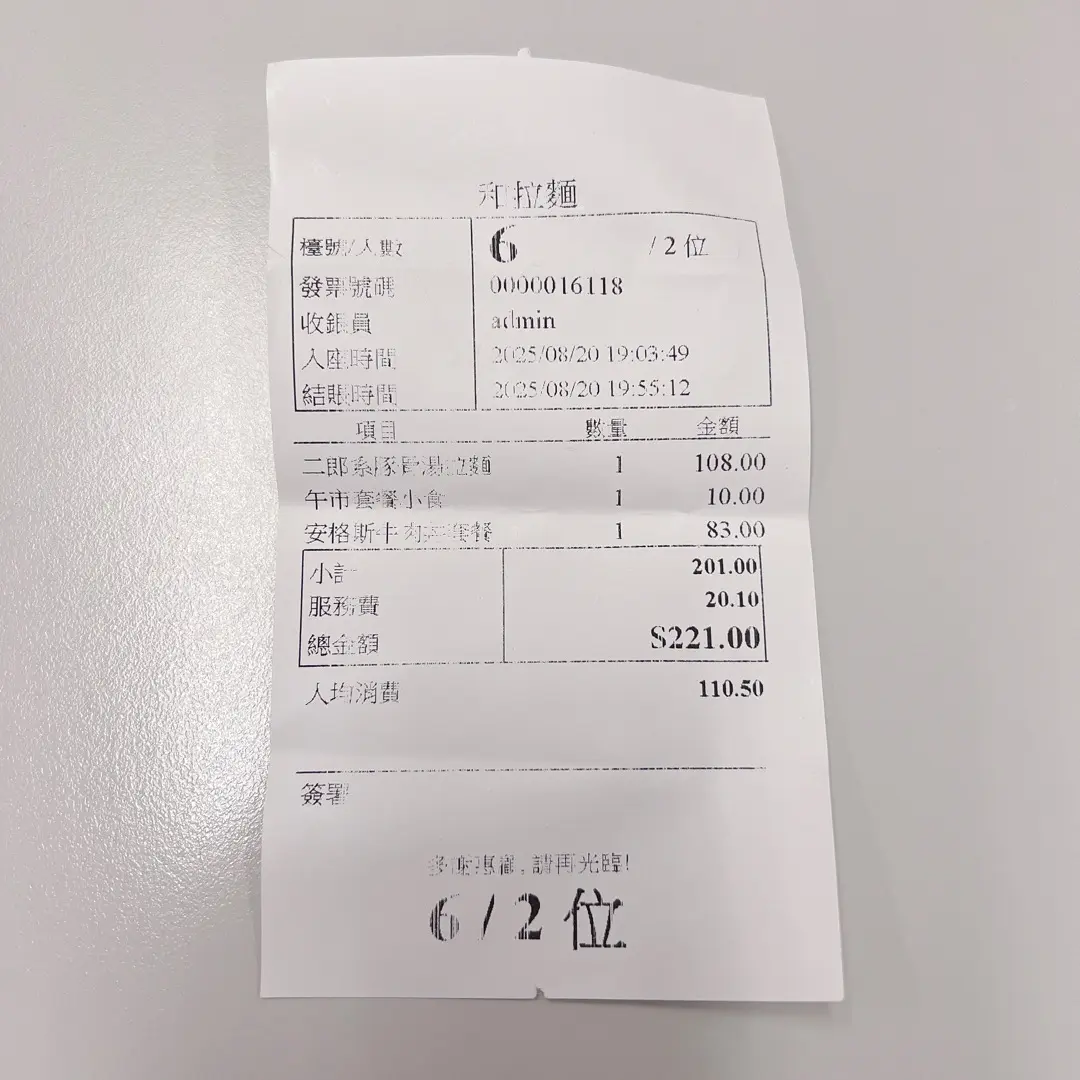 和拉麵
檯號/人數 6 /2位
發票號碼 0000016118
收銀員 admin
入座時間 2025/08/20 19:03:49
結賬時間 2025/08/20 19:55:12
項目 數量 金額
二郎系豚骨湯拉麵 1 108.00
午市套餐小食 1 10.00
安格斯牛肉丼套餐 1 83.00
小計 201.00
服務費 20.10
總金額 $221.00
人均消費 110.50
簽署
多謝惠顧,請再光臨!
6 / 2 位